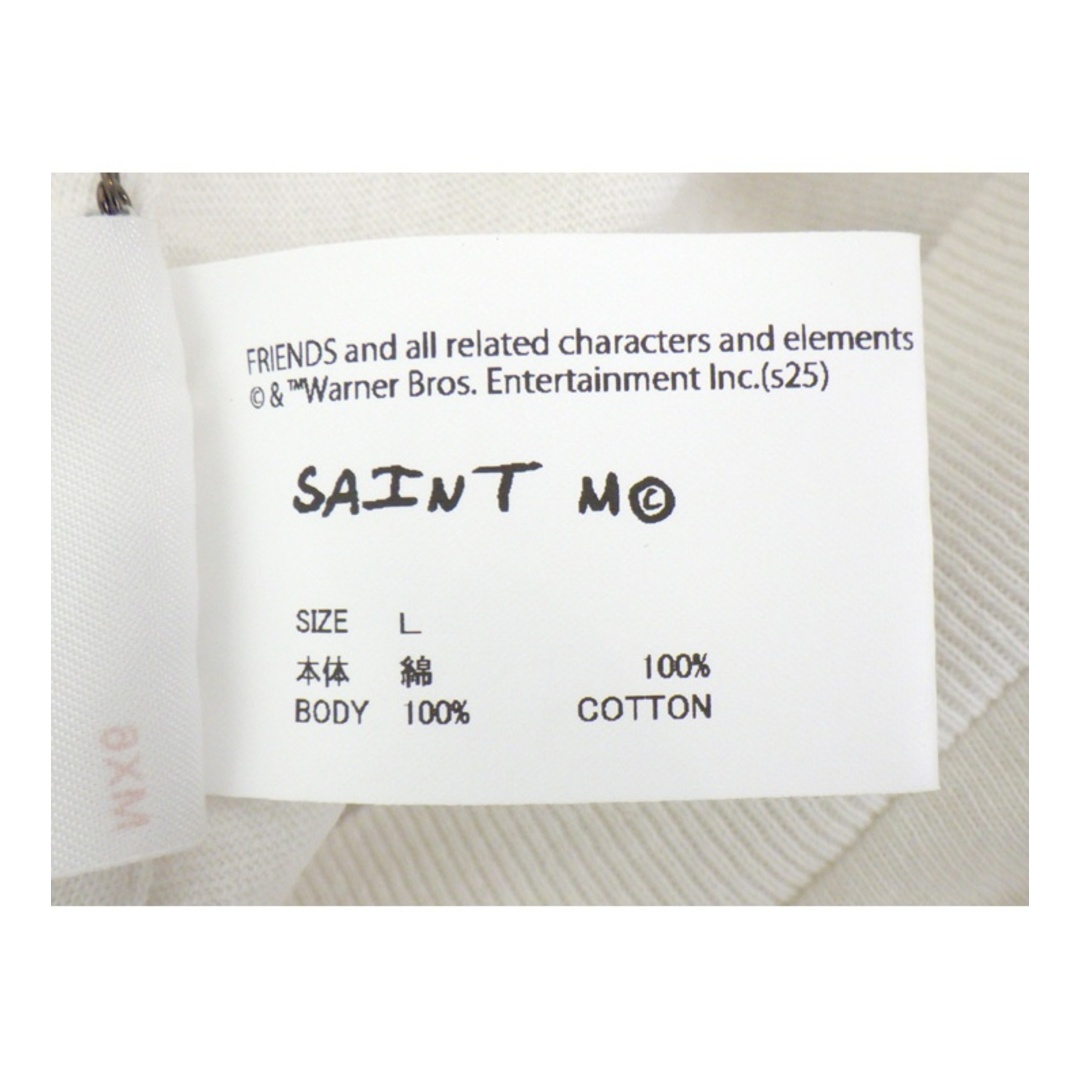 FRIENDS and all related characters and elements
©&™Warner Bros. Entertainment Inc.(s25)
SAINT M©
SIZE L
本体 綿 100%
BODY 100% COTTON